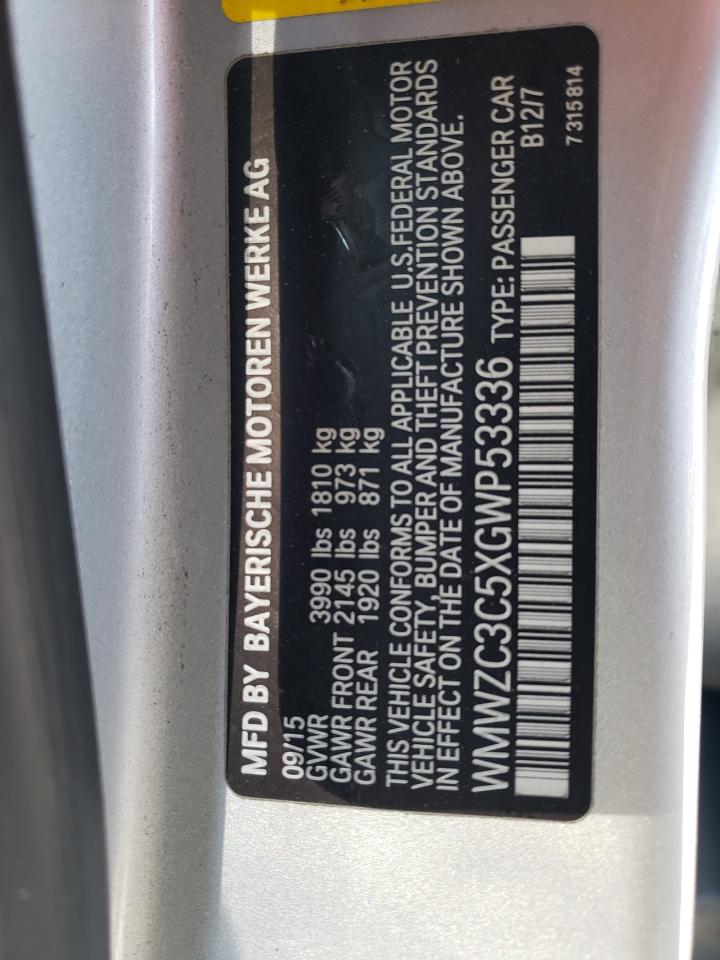 MFD BY BAYERISCHE MOTOREN WERKE AG
09/15
GVWR 3990 lbs 1810 kg
GAWR FRONT 2145 lbs 973 kg
GAWR REAR 1920 lbs 871 kg
THIS VEHICLE CONFORMS TO ALL APPLICABLE U.S.FEDERAL MOTOR
VEHICLE SAFETY, BUMPER AND THEFT PREVENTION STANDARDS
IN EFFECT ON THE DATE OF MANUFACTURE SHOWN ABOVE.
WMWZC3C5XGWP53336 TYPE: PASSENGER CAR
B12/7
7 315 814